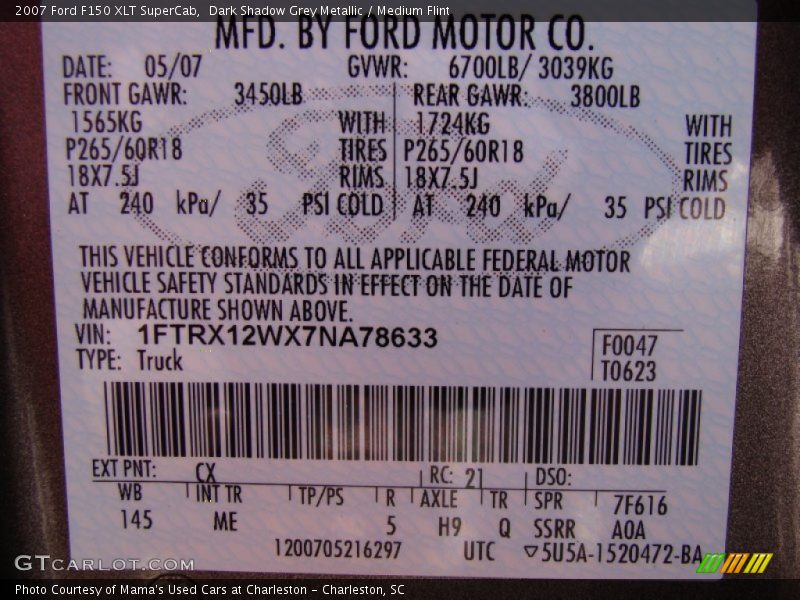 2007 Ford F150 XLT SuperCab, Dark Shadow Grey Metallic / Medium Flint
MFD. BY FORD MOTOR CO.
DATE: 05/07 GVWR: 6700LB/ 3039KG
FRONT GAWR: 3450LB REAR GAWR: 3800LB
1565KG WITH 1724KG WITH
P265/60R18 TIRES P265/60R18 TIRES
18X7.5J RIMS 18X7.5J RIMS
AT 240 kPa/ 35 PSI COLD AT 240 kPa/ 35 PSI COLD
Ford
THIS VEHICLE CONFORMS TO ALL APPLICABLE FEDERAL MOTOR
VEHICLE SAFETY STANDARDS IN EFFECT ON THE DATE OF
MANUFACTURE SHOWN ABOVE.
VIN: 1FTRX12WX7NA78633
TYPE: Truck
F0047
T0623
EXT PNT: CX RC: 21 DSO:
WB INT TR TP/PS R AXLE TR SPR 7F616
145 ME 5 H9 Q SSRR A0A
1200705216297 UTC ▽5U5A-1520472-BA
GTCARLOT.COM
Photo Courtesy of Mama's Used Cars at Charleston - Charleston, SC